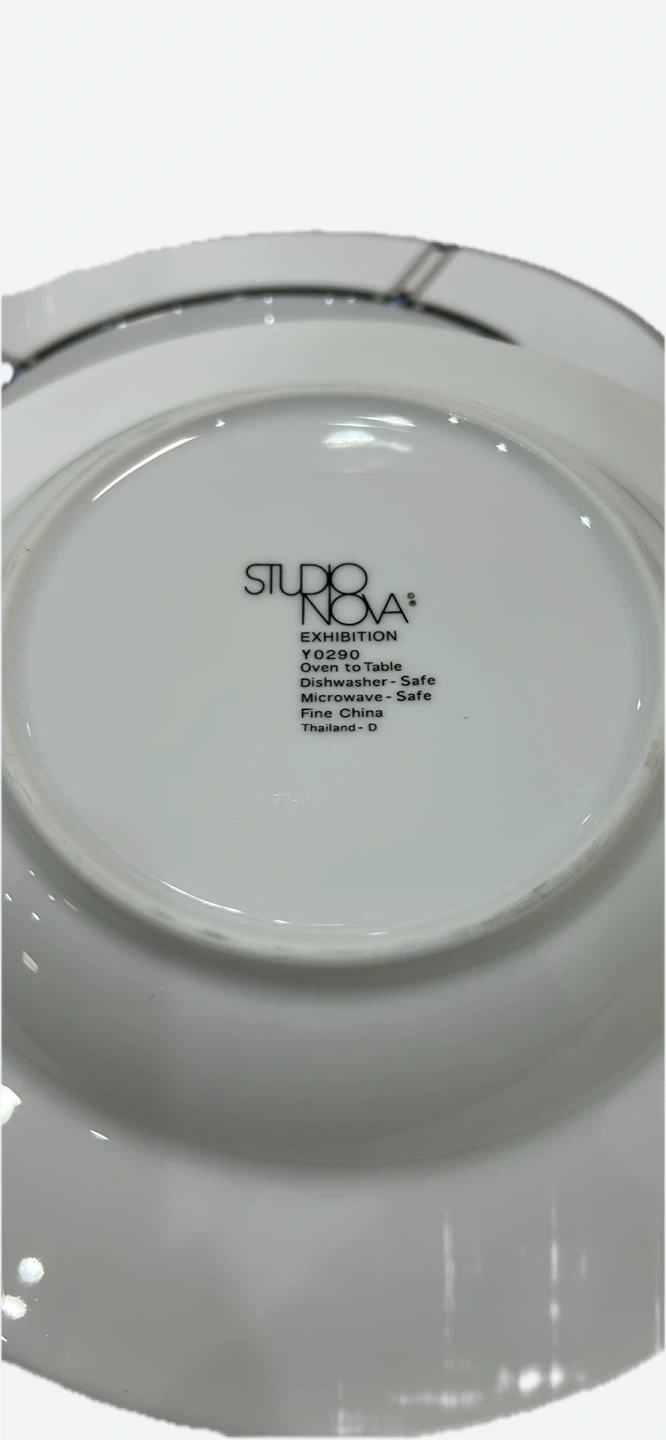 STUDIO
NOVA©®
EXHIBITION
Y0290
Oven to Table
Dishwasher - Safe
Microwave - Safe
Fine China
Thailand - D